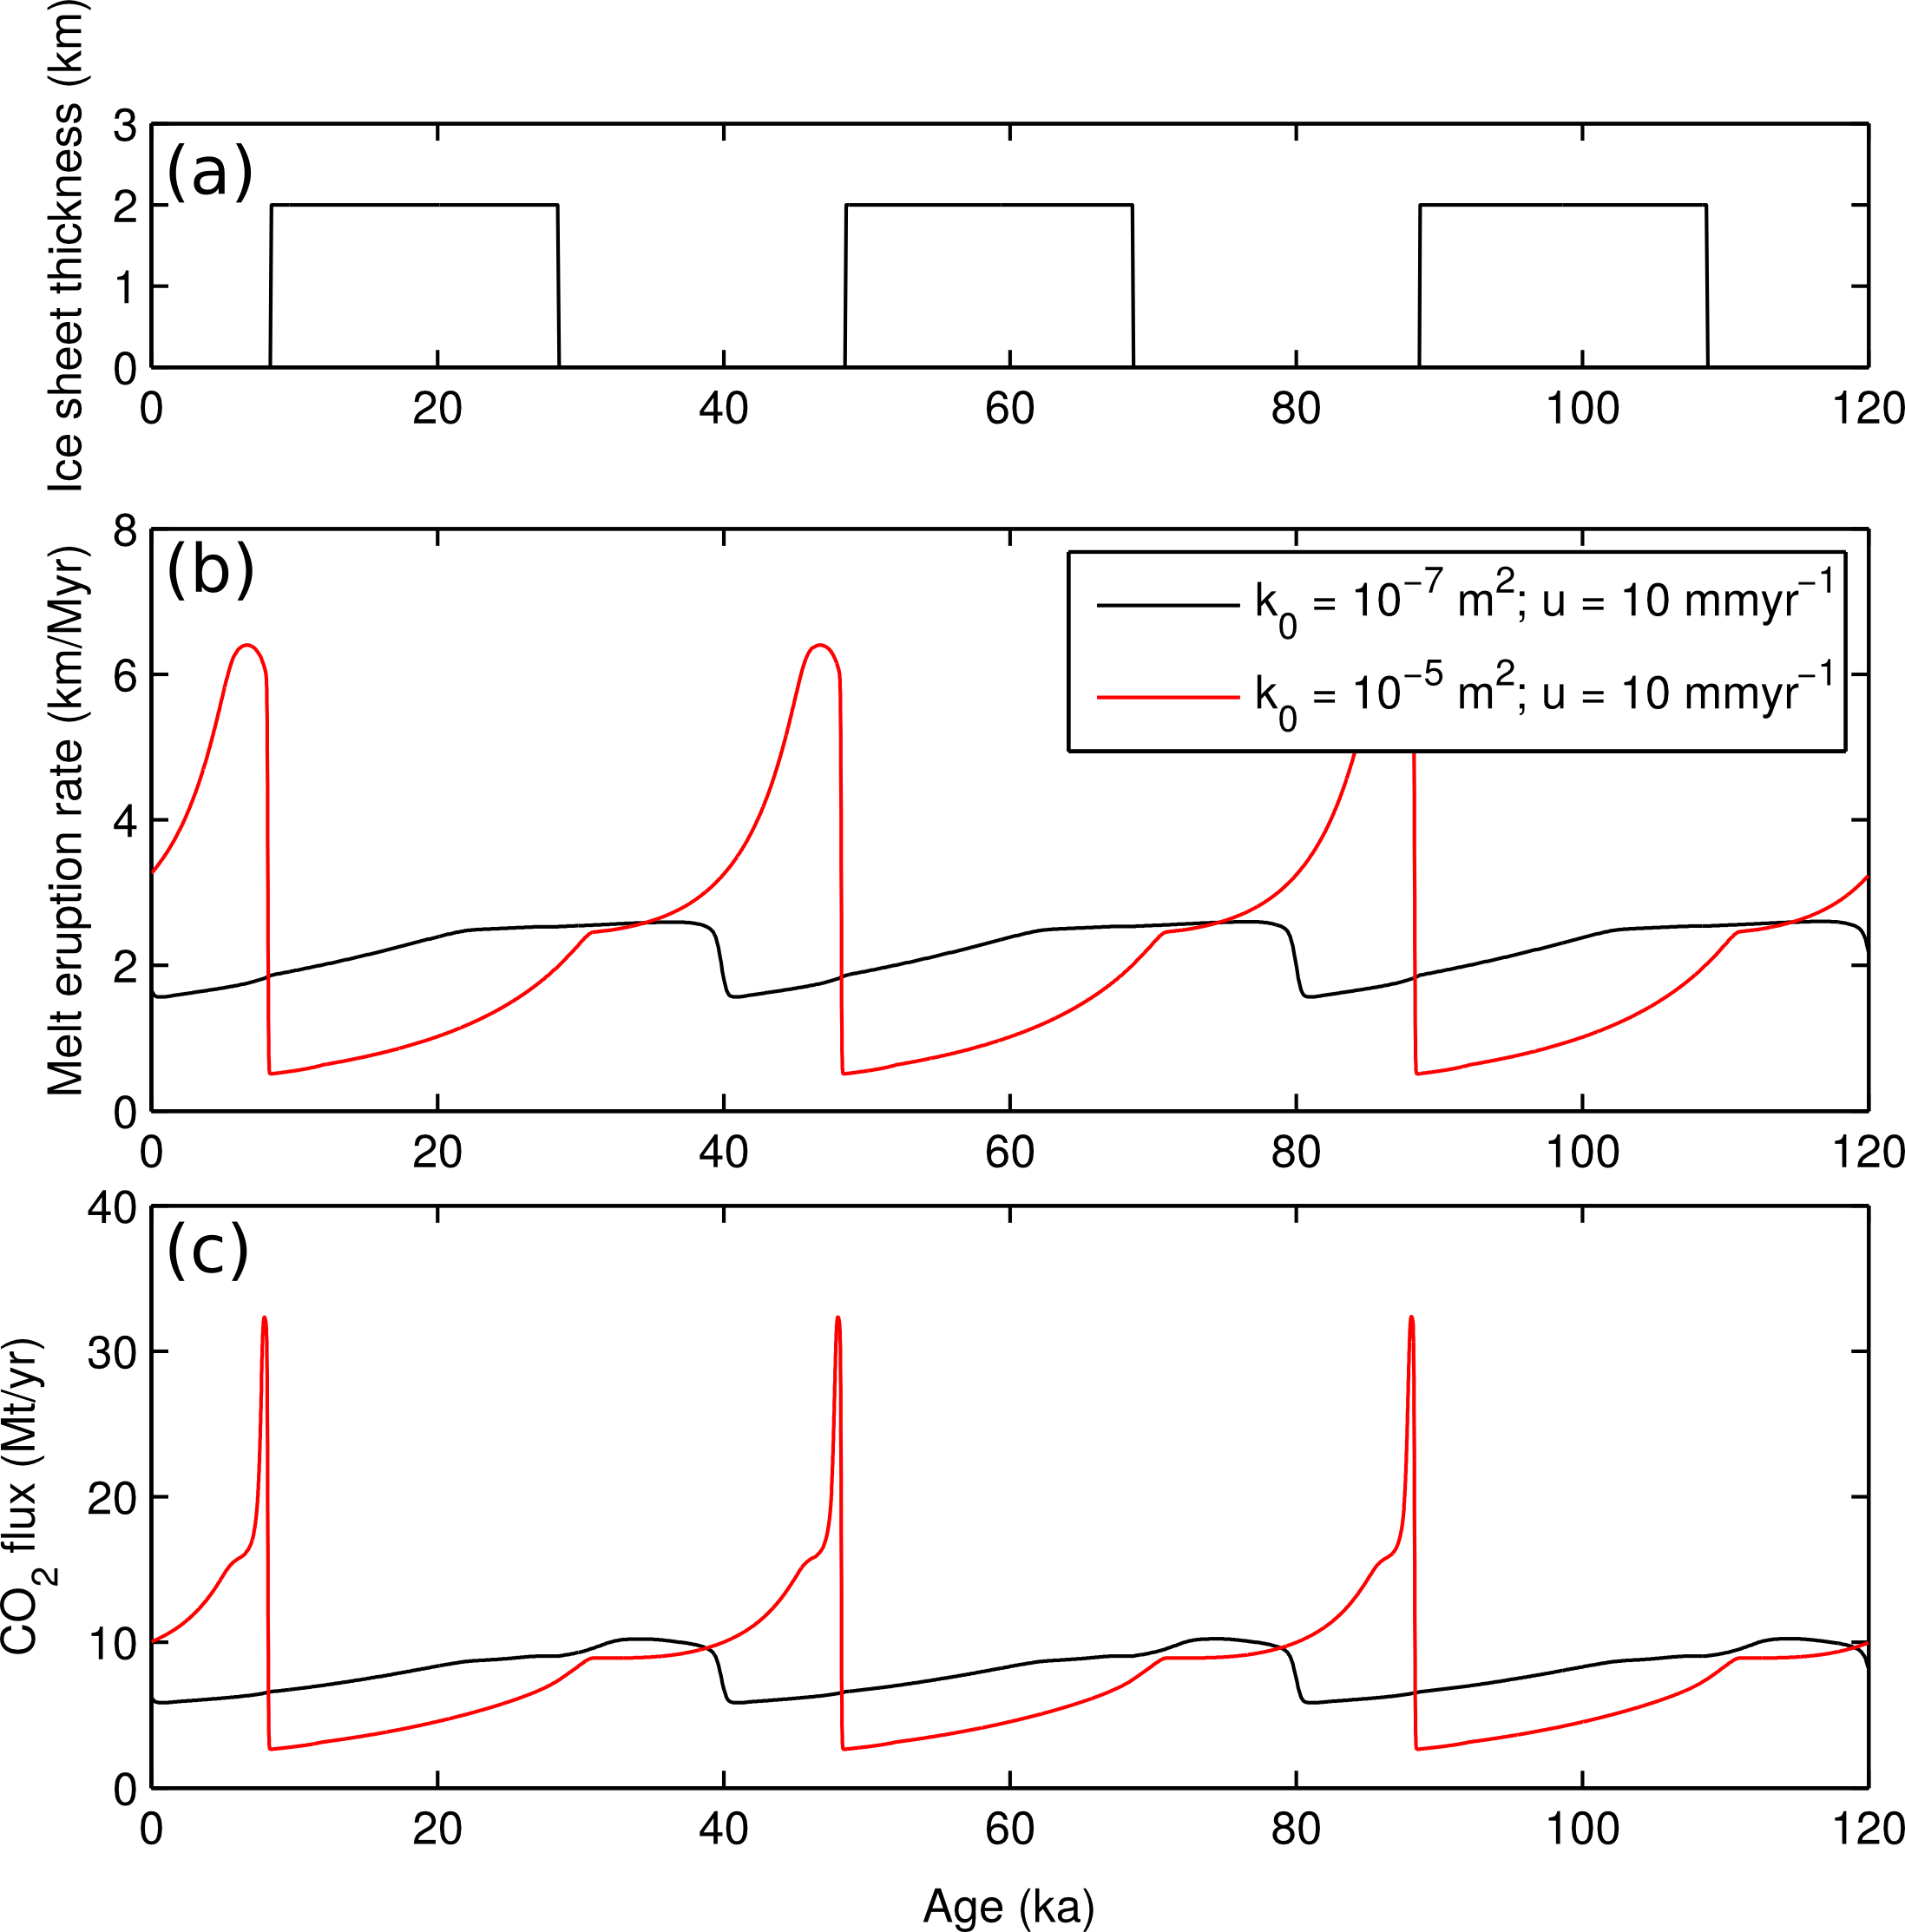 Ice sheet thickness (km)
(a)
3
2
1
0
0 20 40 60 80 100 120
Melt eruption rate (km/Myr)
(b)
8
6
4
2
0
k₀ = 10⁻⁷ m²; u = 10 mmyr⁻¹
k₀ = 10⁻⁵ m²; u = 10 mmyr⁻¹
0 20 40 60 80 100 120
CO₂ flux (Mt/yr)
(c)
40
30
20
10
0
0 20 40 60 80 100 120
Age (ka)